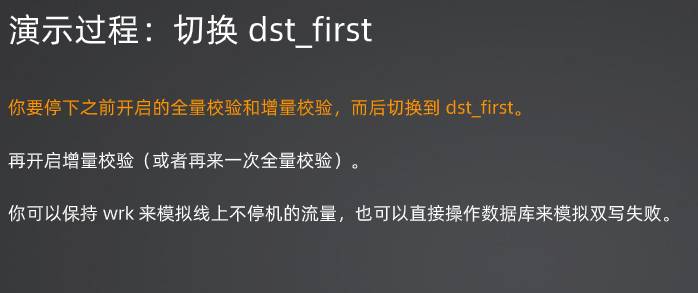 演示过程：切换 dst_first
你要停下之前开启的全量校验和增量校验，而后切换到 dst_first。
再开启增量校验（或者再来一次全量校验）。
你可以保持 wrk 来模拟线上不停机的流量，也可以直接操作数据库来模拟双写失败。